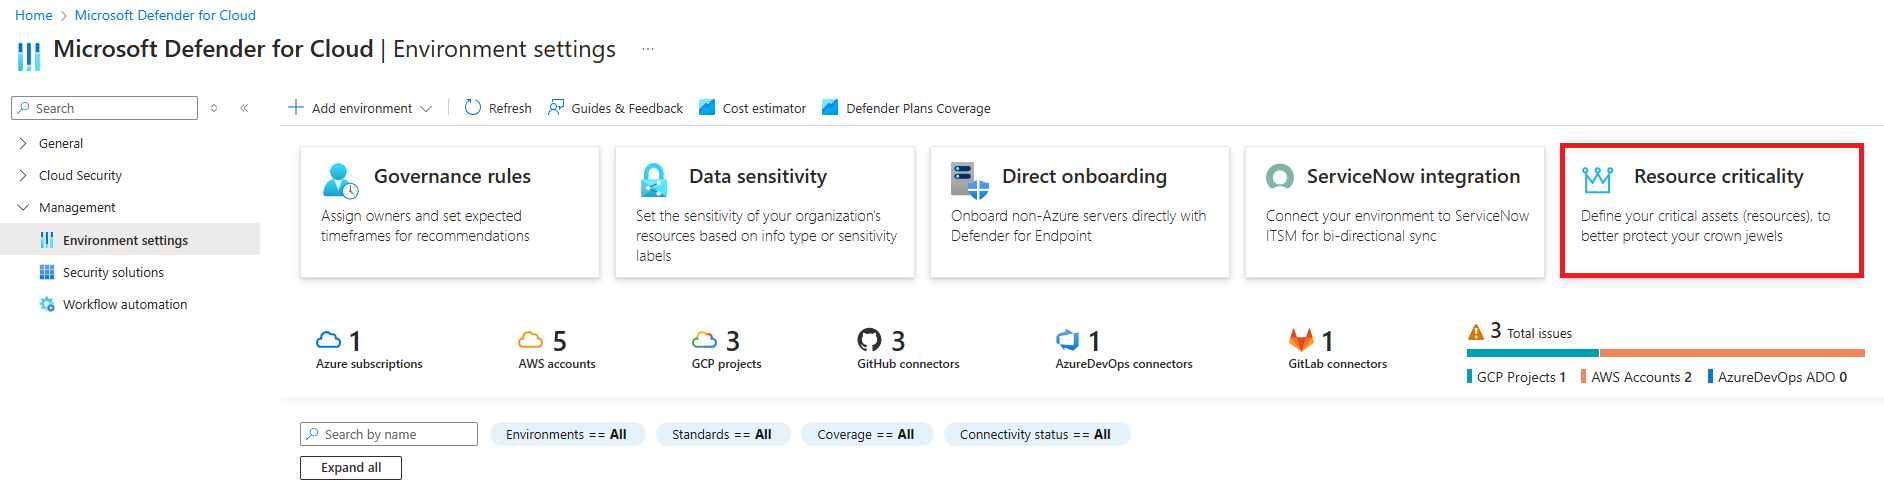 Home > Microsoft Defender for Cloud
Microsoft Defender for Cloud | Environment settings ...
Search
General
Cloud Security
Management
Environment settings
Security solutions
Workflow automation
Add environment
Refresh
Guides & Feedback
Cost estimator
Defender Plans Coverage
Governance rules
Assign owners and set expected
timeframes for recommendations
Data sensitivity
Set the sensitivity of your organization's
resources based on info type or sensitivity
labels
Direct onboarding
Onboard non-Azure servers directly with
Defender for Endpoint
ServiceNow integration
Connect your environment to ServiceNow
ITSM for bi-directional sync
Resource criticality
Define your critical assets (resources), to
better protect your crown jewels
1
Azure subscriptions
5
AWS accounts
3
GCP projects
3
GitHub connectors
1
AzureDevOps connectors
1
GitLab connectors
3 Total issues
GCP Projects 1
AWS Accounts 2
AzureDevOps ADO 0
Search by name
Environments == All
Standards == All
Coverage == All
Connectivity status == All
Expand all